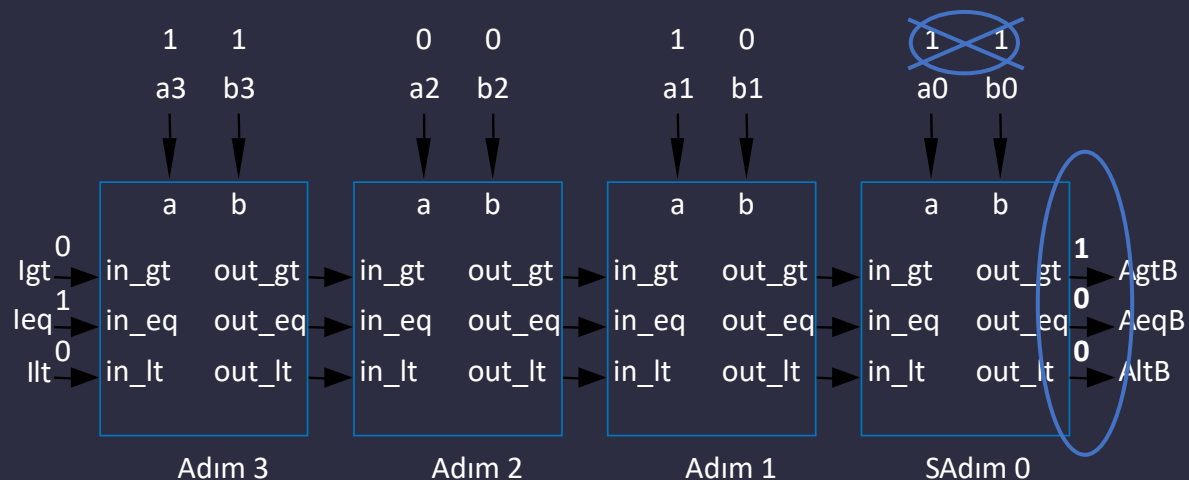 1 1 0 0 1 0 1 1
a3 b3 a2 b2 a1 b1 a0 b0
a b a b a b a b
0 1
Igt in_gt out_gt in_gt out_gt in_gt out_gt in_gt out_gt AgtB
1 0
Ieq in_eq out_eq in_eq out_eq in_eq out_eq in_eq out_eq AeqB
0 0
Ilt in_lt out_lt in_lt out_lt in_lt out_lt in_lt out_lt AltB
Adım 3 Adım 2 Adım 1 SAdım 0